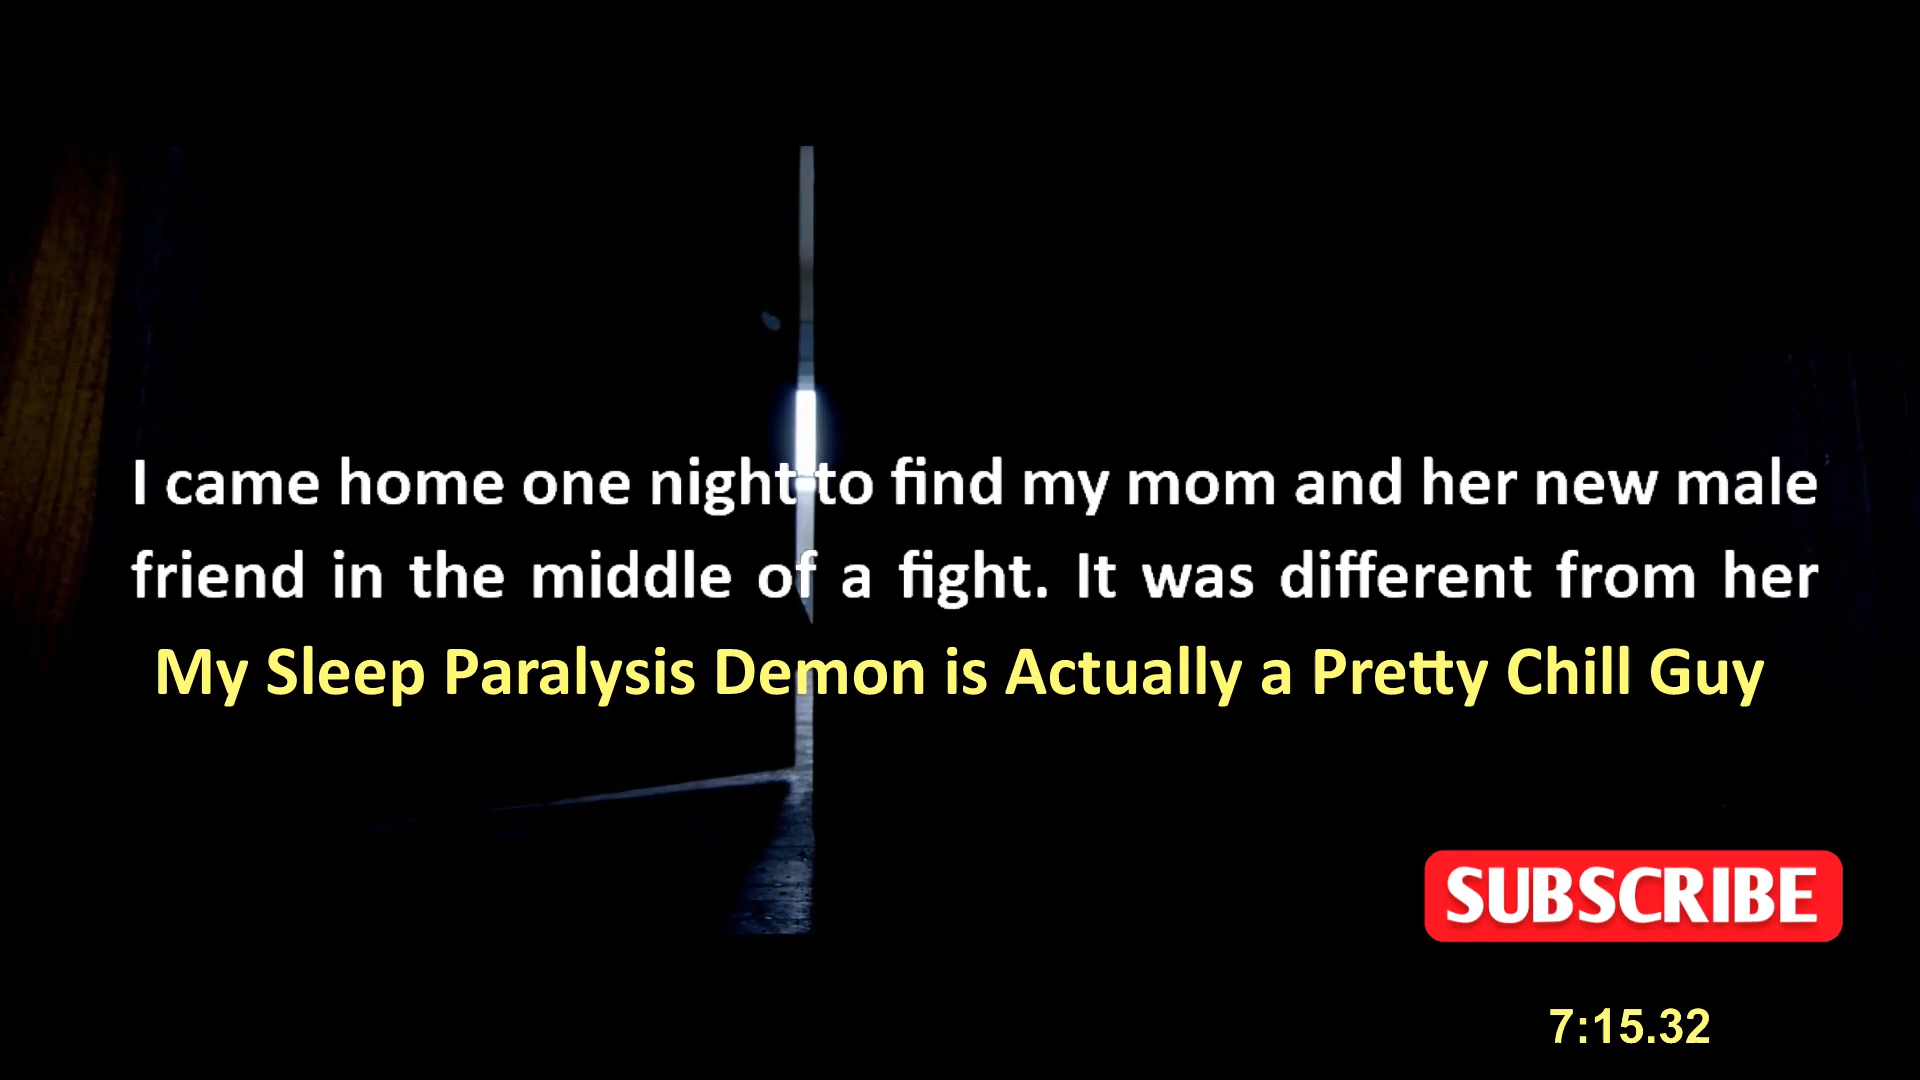 I came home one night to find my mom and her new male
friend in the middle of a fight. It was different from her
My Sleep Paralysis Demon is Actually a Pretty Chill Guy
SUBSCRIBE
7:15.32